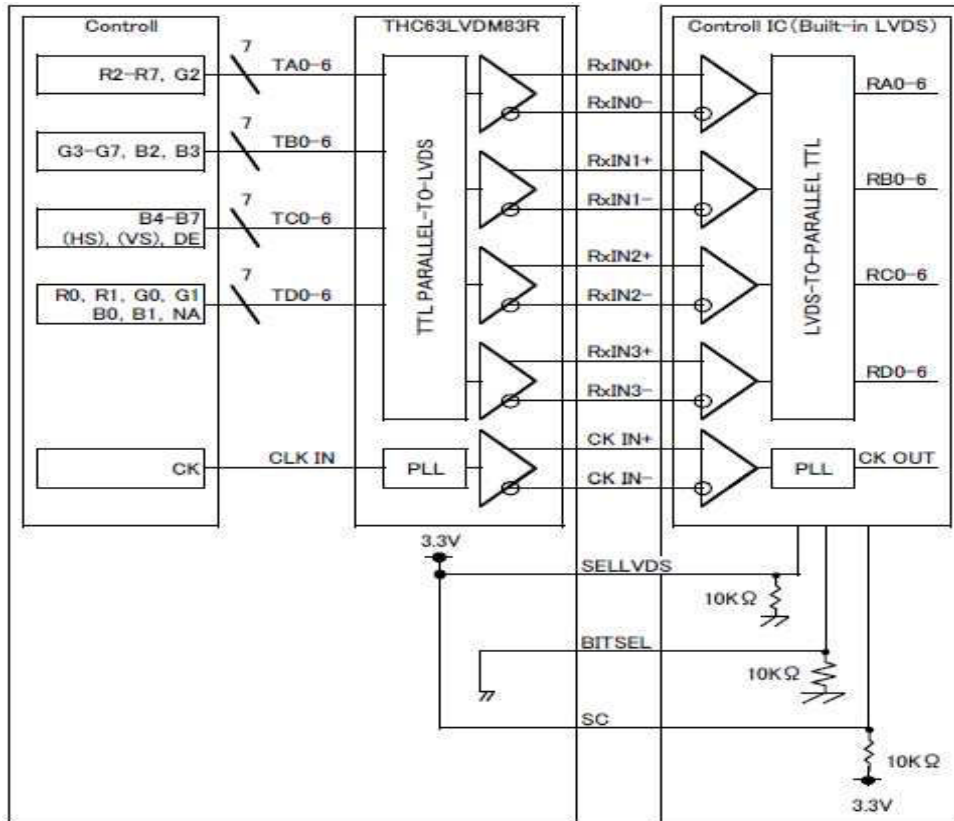 Controll
THC63LVDM83R
Controll IC(Built-in LVDS)
R2-R7, G2
7
TA0-6
G3-G7, B2, B3
7
TB0-6
B4-B7
(HS), (VS), DE
7
TC0-6
R0, R1, G0, G1
B0, B1, NA
7
TD0-6
CK
CLK IN
TTL PARALLEL-TO-LVDS
PLL
RxIN0+
RxIN0-
RxIN1+
RxIN1-
RxIN2+
RxIN2-
RxIN3+
RxIN3-
CK IN+
CK IN-
LVDS-TO-PARALLEL TTL
PLL
RA0-6
RB0-6
RC0-6
RD0-6
CK OUT
3.3V
SELLVDS
10KΩ
BITSEL
10KΩ
SC
10KΩ
3.3V